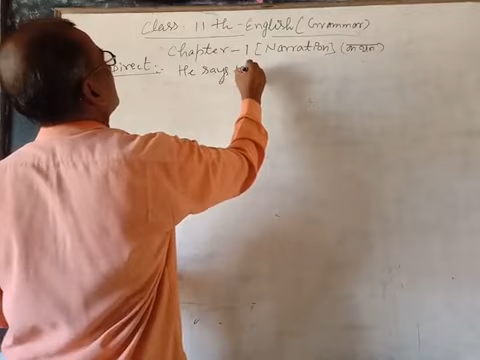 Class: 11th - English (Grammar)
Chapter - 1 [Narration] (कथन)
Direct :- He says